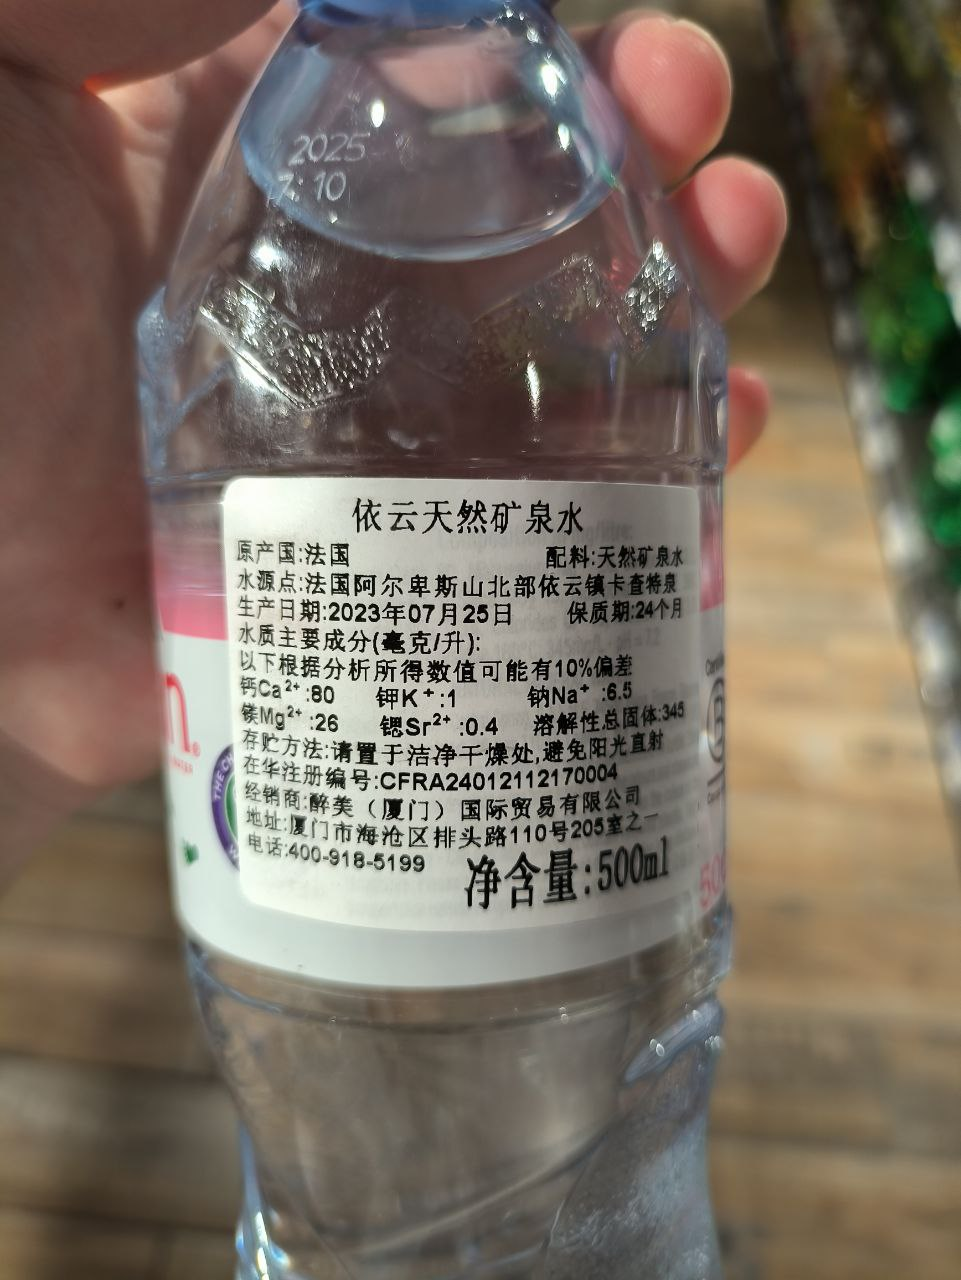 2025
7:10
依云天然矿泉水
原产国:法国 配料:天然矿泉水
水源点:法国阿尔卑斯山北部依云镇卡查特泉
生产日期:2023年07月25日 保质期:24个月
水质主要成分(毫克/升):
以下根据分析所得数值可能有10%偏差
钙Ca²⁺:80 钾K⁺:1 钠Na⁺:6.5
镁Mg²⁺:26 锶Sr²⁺:0.4 溶解性总固体:345
存贮方法:请置于洁净干燥处,避免阳光直射
在华注册编号:CFRA24012112170004
经销商:醉美（厦门）国际贸易有限公司
地址:厦门市海沧区排头路110号205室之一
电话:400-918-5199
净含量:500ml